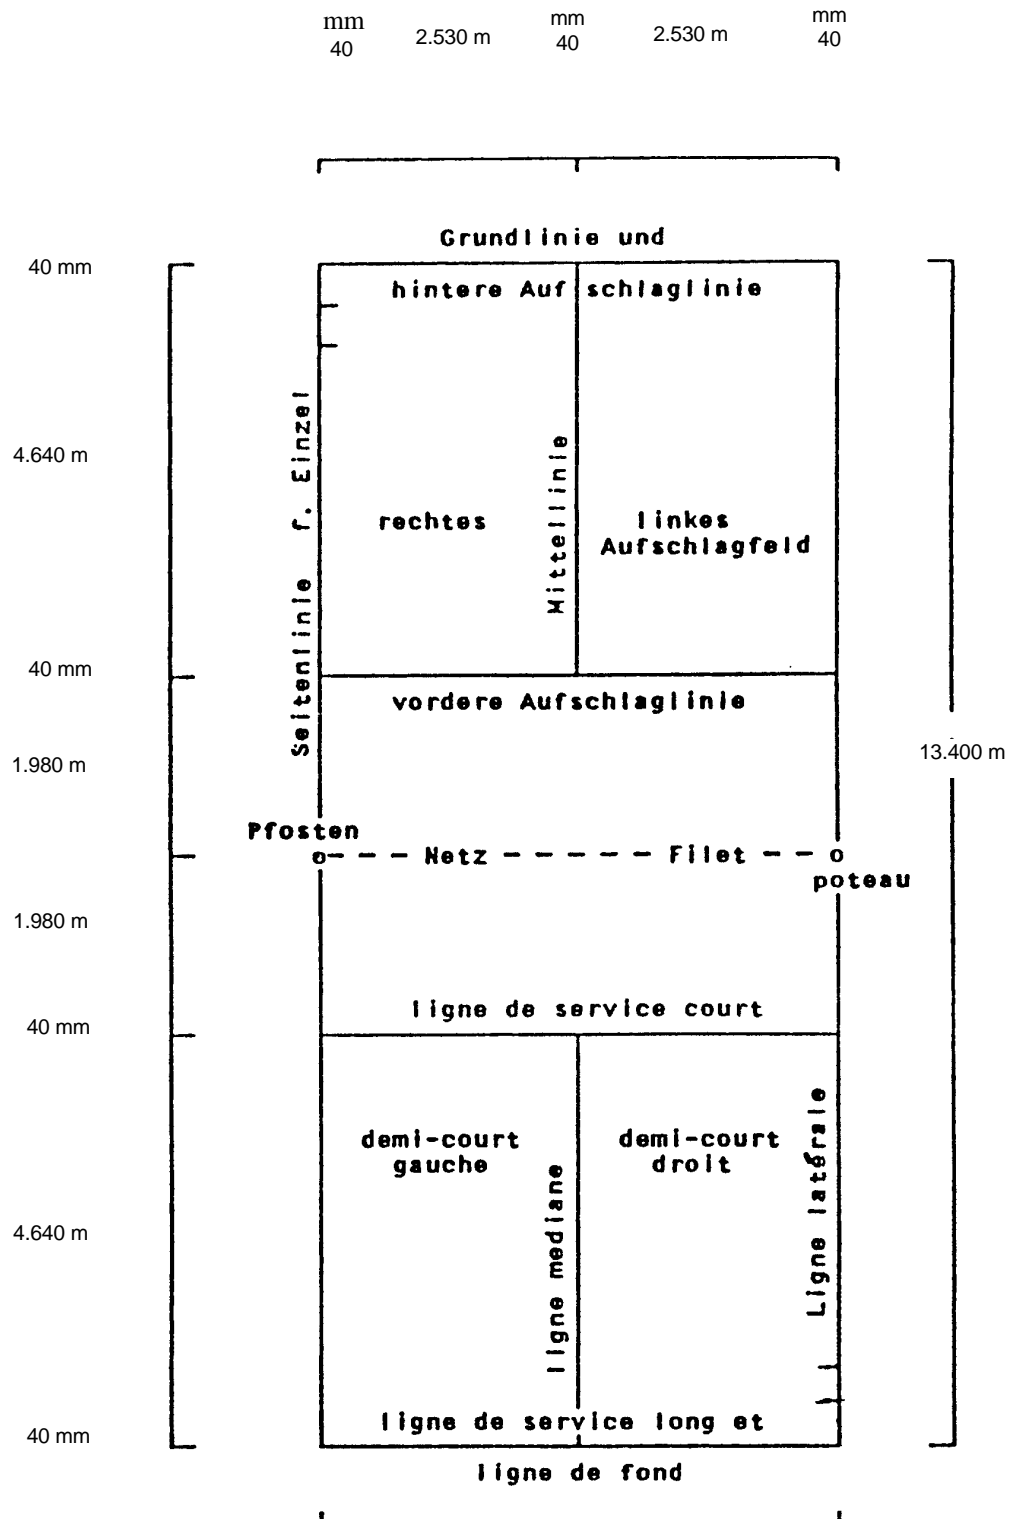 mm
40
2.530 m
mm
40
2.530 m
mm
40
Grundlinie und
hintere Aufschlaglinie
40 mm
4.640 m
Seitenlinie f. Einzel
rechtes
Mittellinie
linkes
Aufschlagfeld
40 mm
vordere Aufschlaglinie
1.980 m
13.400 m
Pfosten
Netz
Filet
poteau
1.980 m
ligne de service court
40 mm
demi-court
gauche
demi-court
droit
ligne mediane
Ligne latérale
4.640 m
ligne de service long et
40 mm
ligne de fond